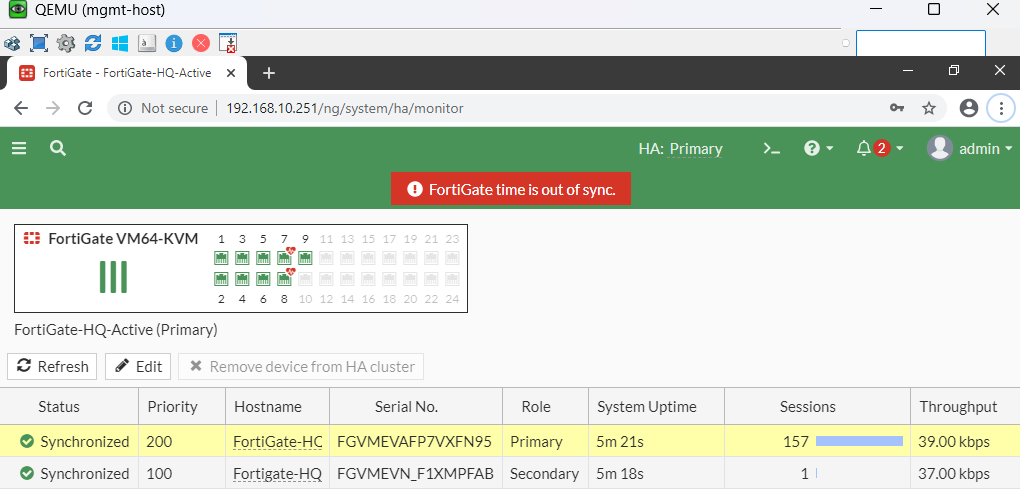 QEMU (mgmt-host)
FortiGate - FortiGate-HQ-Active
Not secure 192.168.10.251/ng/system/ha/monitor
HA: Primary >_ 2 admin
FortiGate time is out of sync.
FortiGate VM64-KVM 1 3 5 7 9 11 13 15 17 19 21 23
2 4 6 8 10 12 14 16 18 20 22 24
FortiGate-HQ-Active (Primary)
Refresh Edit Remove device from HA cluster
Status Priority Hostname Serial No. Role System Uptime Sessions Throughput
Synchronized 200 FortiGate-HQ FGVMEVAFP7VXFN95 Primary 5m 21s 157 39.00 kbps
Synchronized 100 Fortigate-HQ FGVMEVN_F1XMPFAB Secondary 5m 18s 1 37.00 kbps